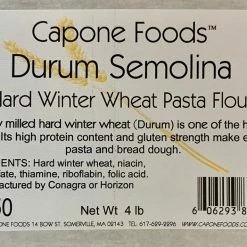 Capone Foods™
Durum Semolina
Hard Winter Wheat Pasta Flou
y milled hard winter wheat (Durum) is one of the h
Its high protein content and gluten strength make e
pasta and bread dough.
ENTS: Hard winter wheat, niacin,
ate, thiamine, riboflabin, folic acid.
actured by Conagra or Horizon
50
Net Wt 4 lb
6 06293 8
ONE FOODS 14 BOW ST. SOMERVILLE, MA 02143 TEL: 617-629-2296 WWW.CAPONEFOODS.